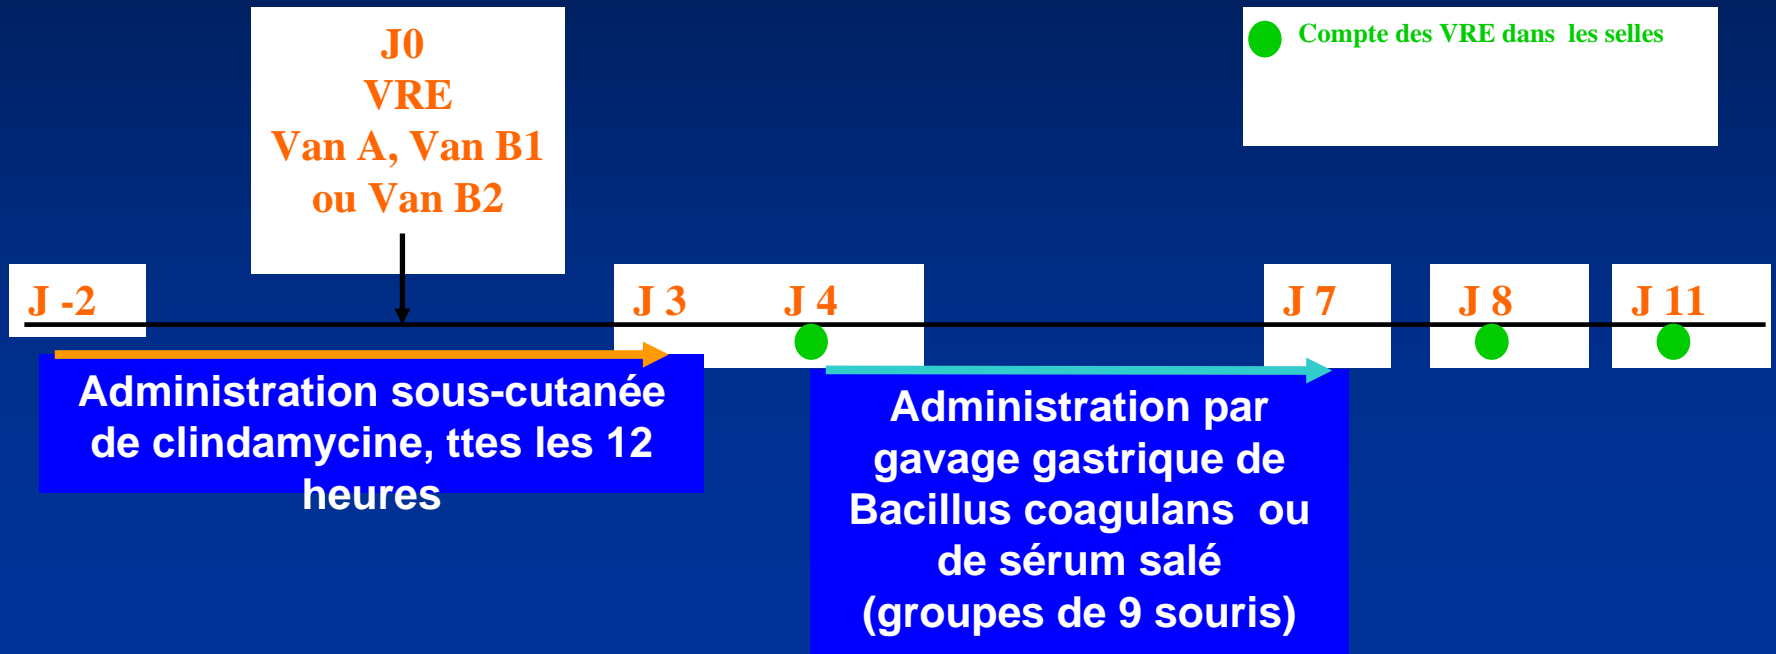 J0
VRE
Van A, Van B1
ou Van B2
Compte des VRE dans les selles
J -2
J 3
J 4
J 7
J 8
J 11
Administration sous-cutanée
de clindamycine, ttes les 12
heures
Administration par
gavage gastrique de
Bacillus coagulans ou
de sérum salé
(groupes de 9 souris)